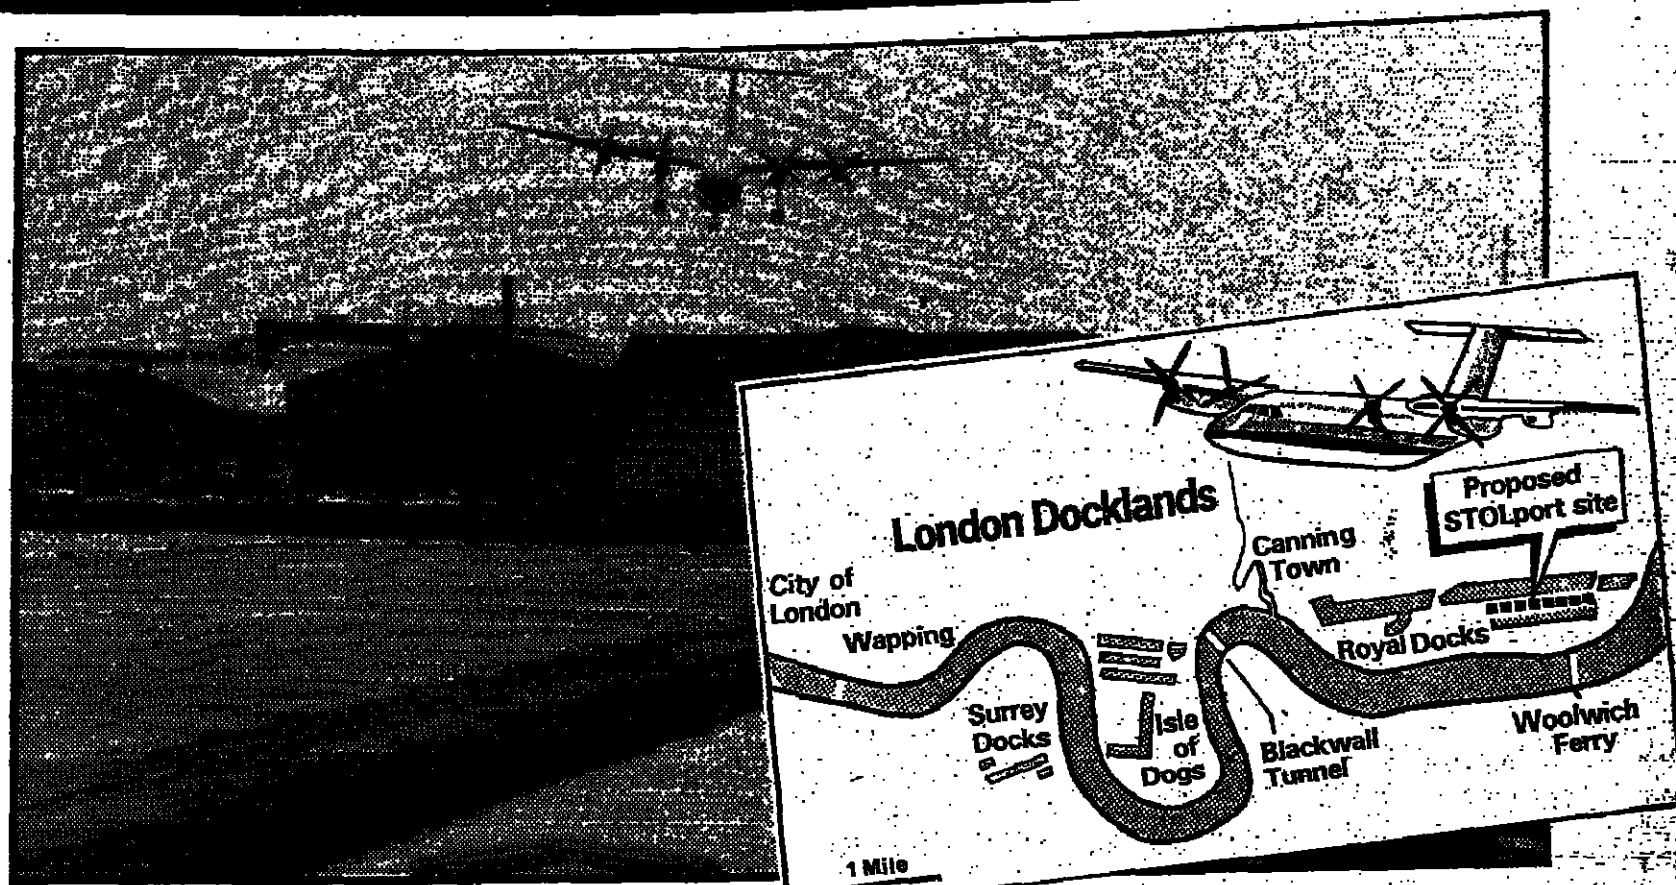 London Docklands
Proposed
STOLport site
Canning
Town
City of
London
Wapping
Royal Docks
Surrey
Docks
Isle
of
Dogs
Blackwall
Tunnel
Woolwich
Ferry
1 Mile